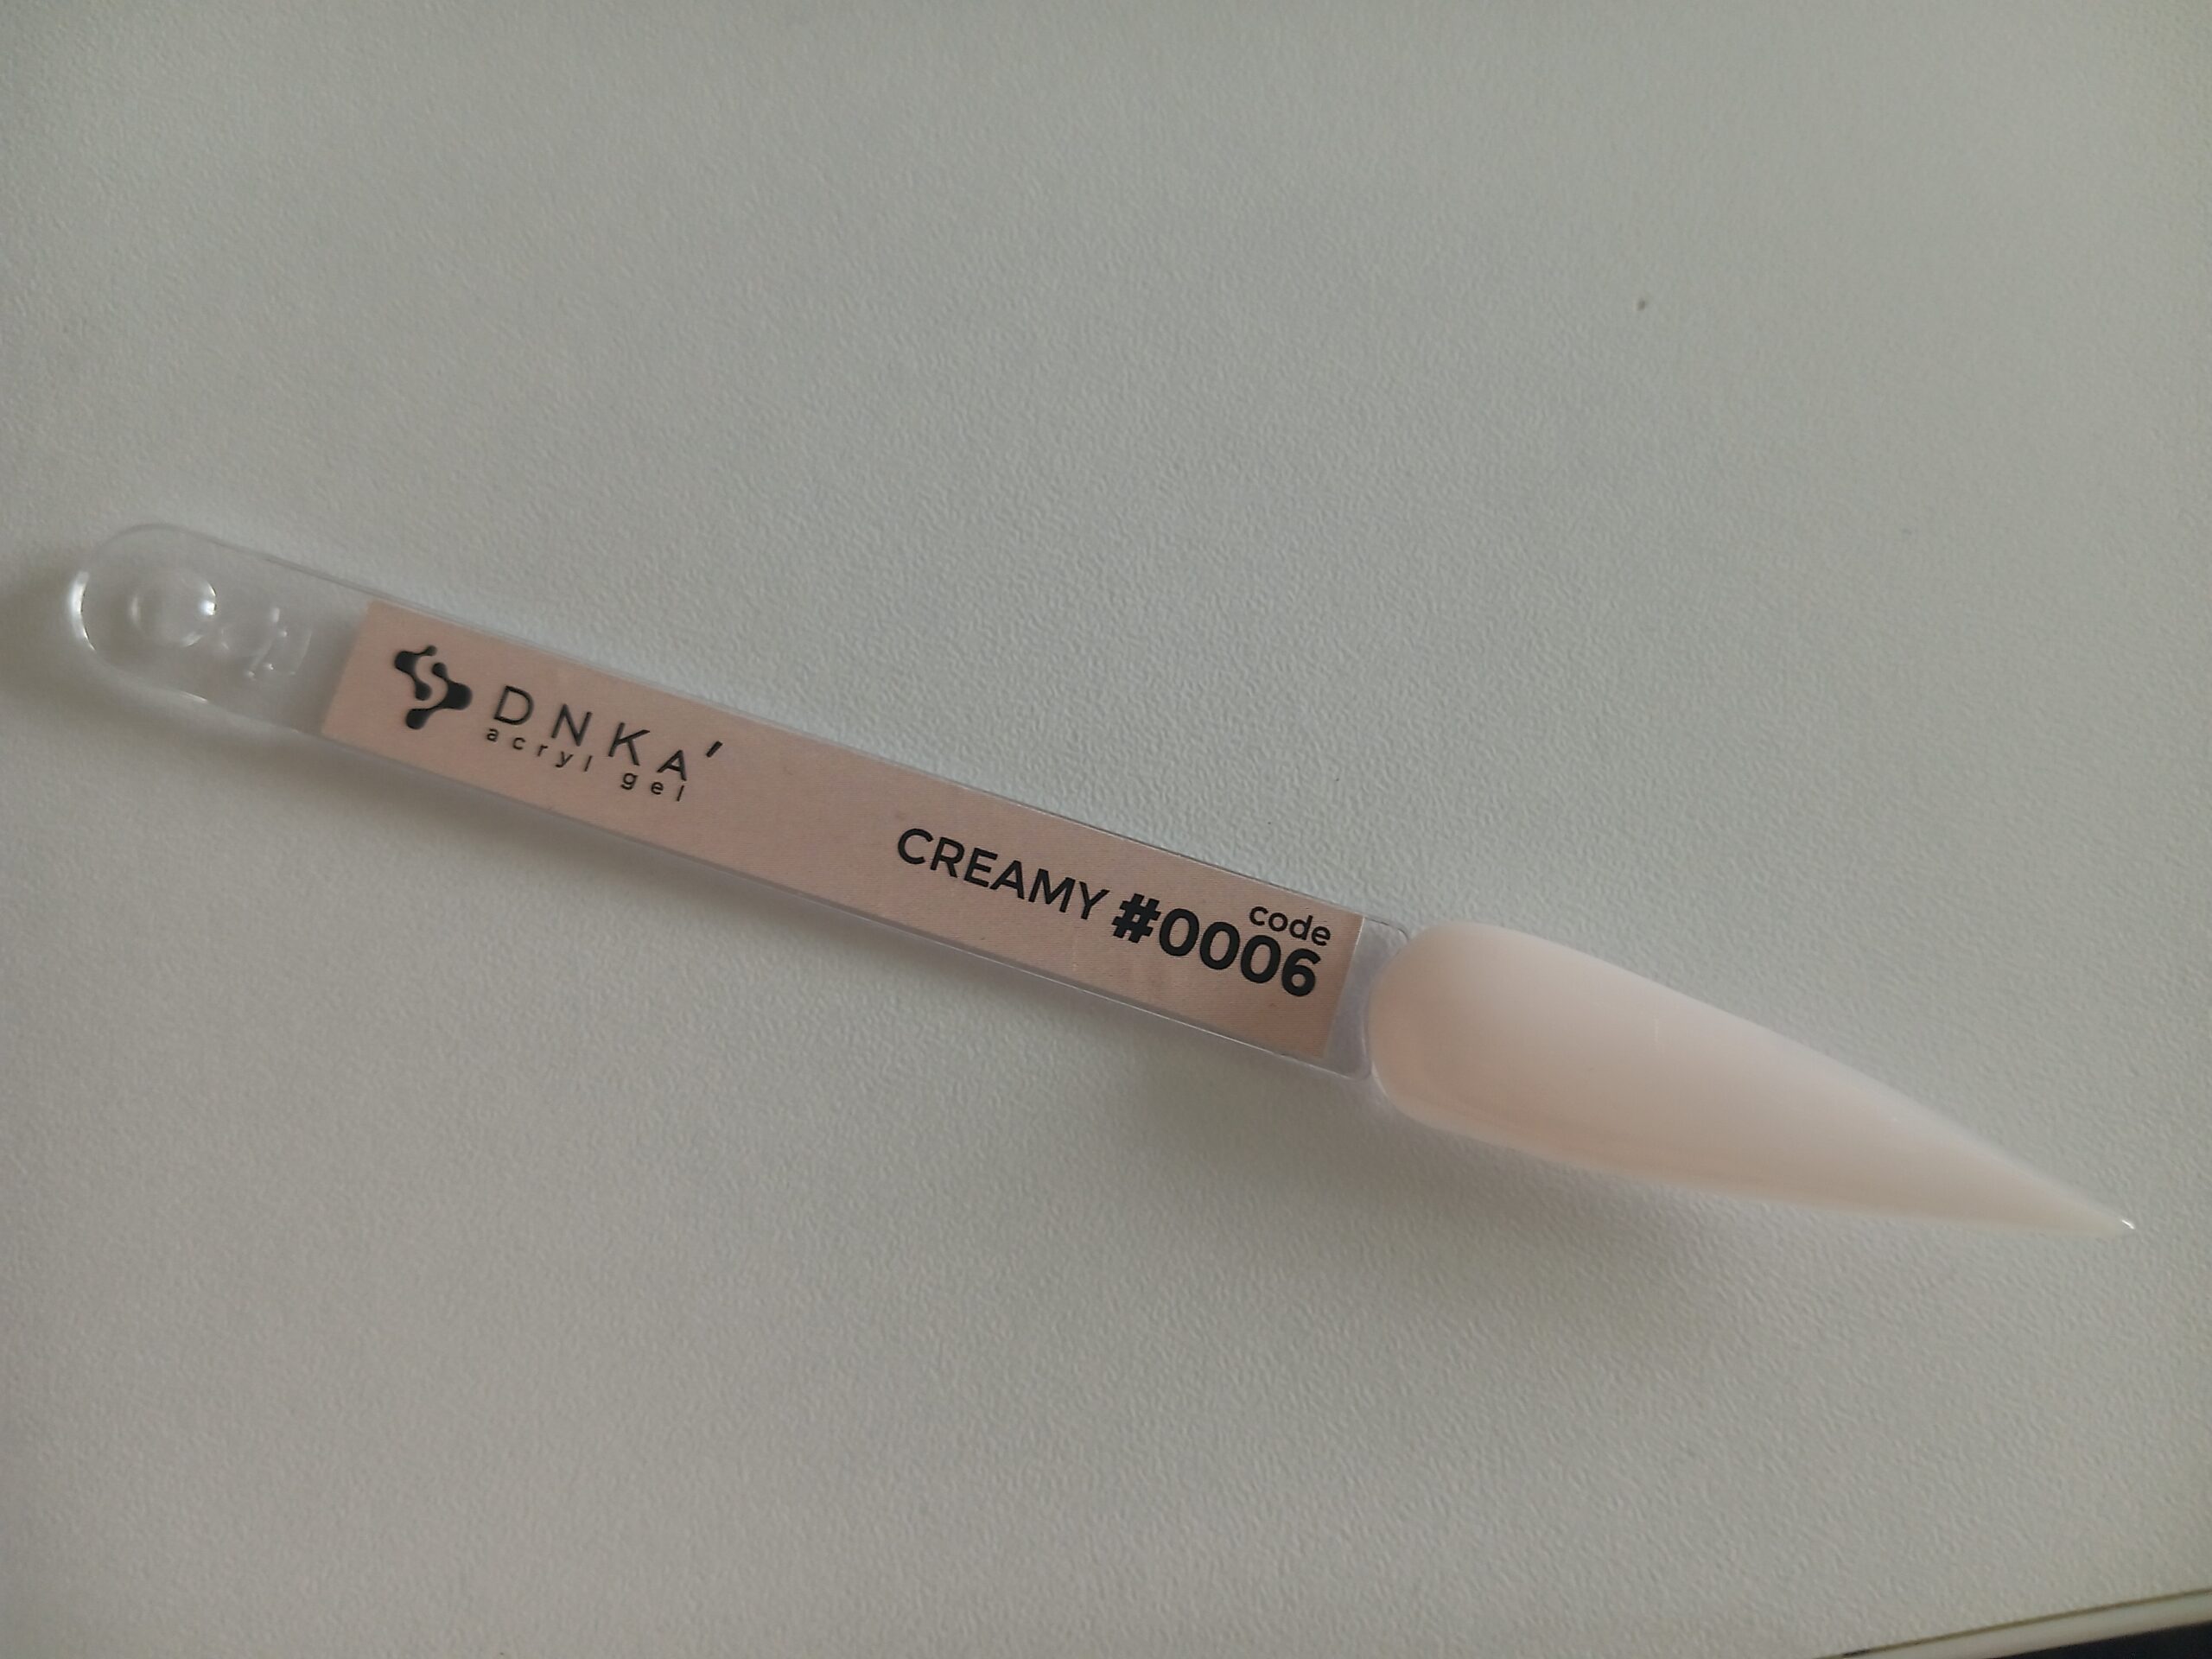 DNKA'
acryl gel
code
CREAMY #0006